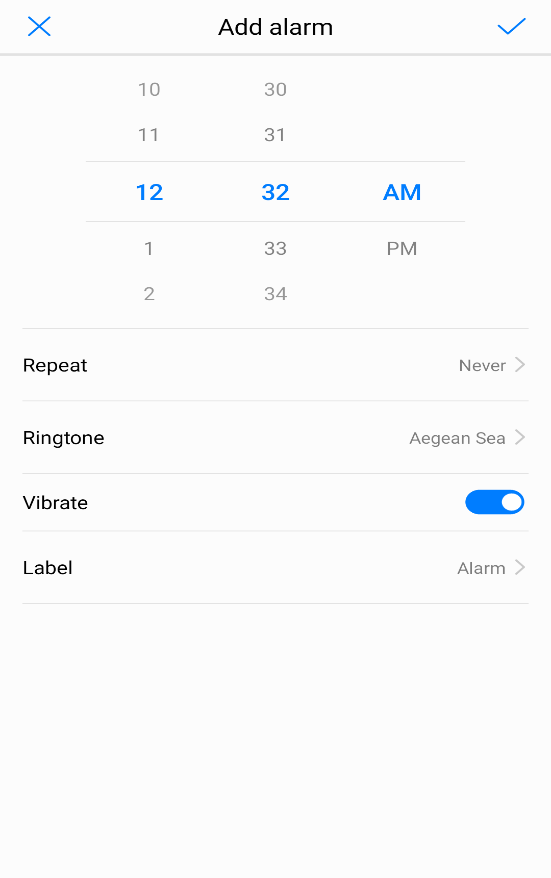 Add alarm
10 30
11 31
12 32 AM
1 33 PM
2 34
Repeat Never
Ringtone Aegean Sea
Vibrate
Label Alarm